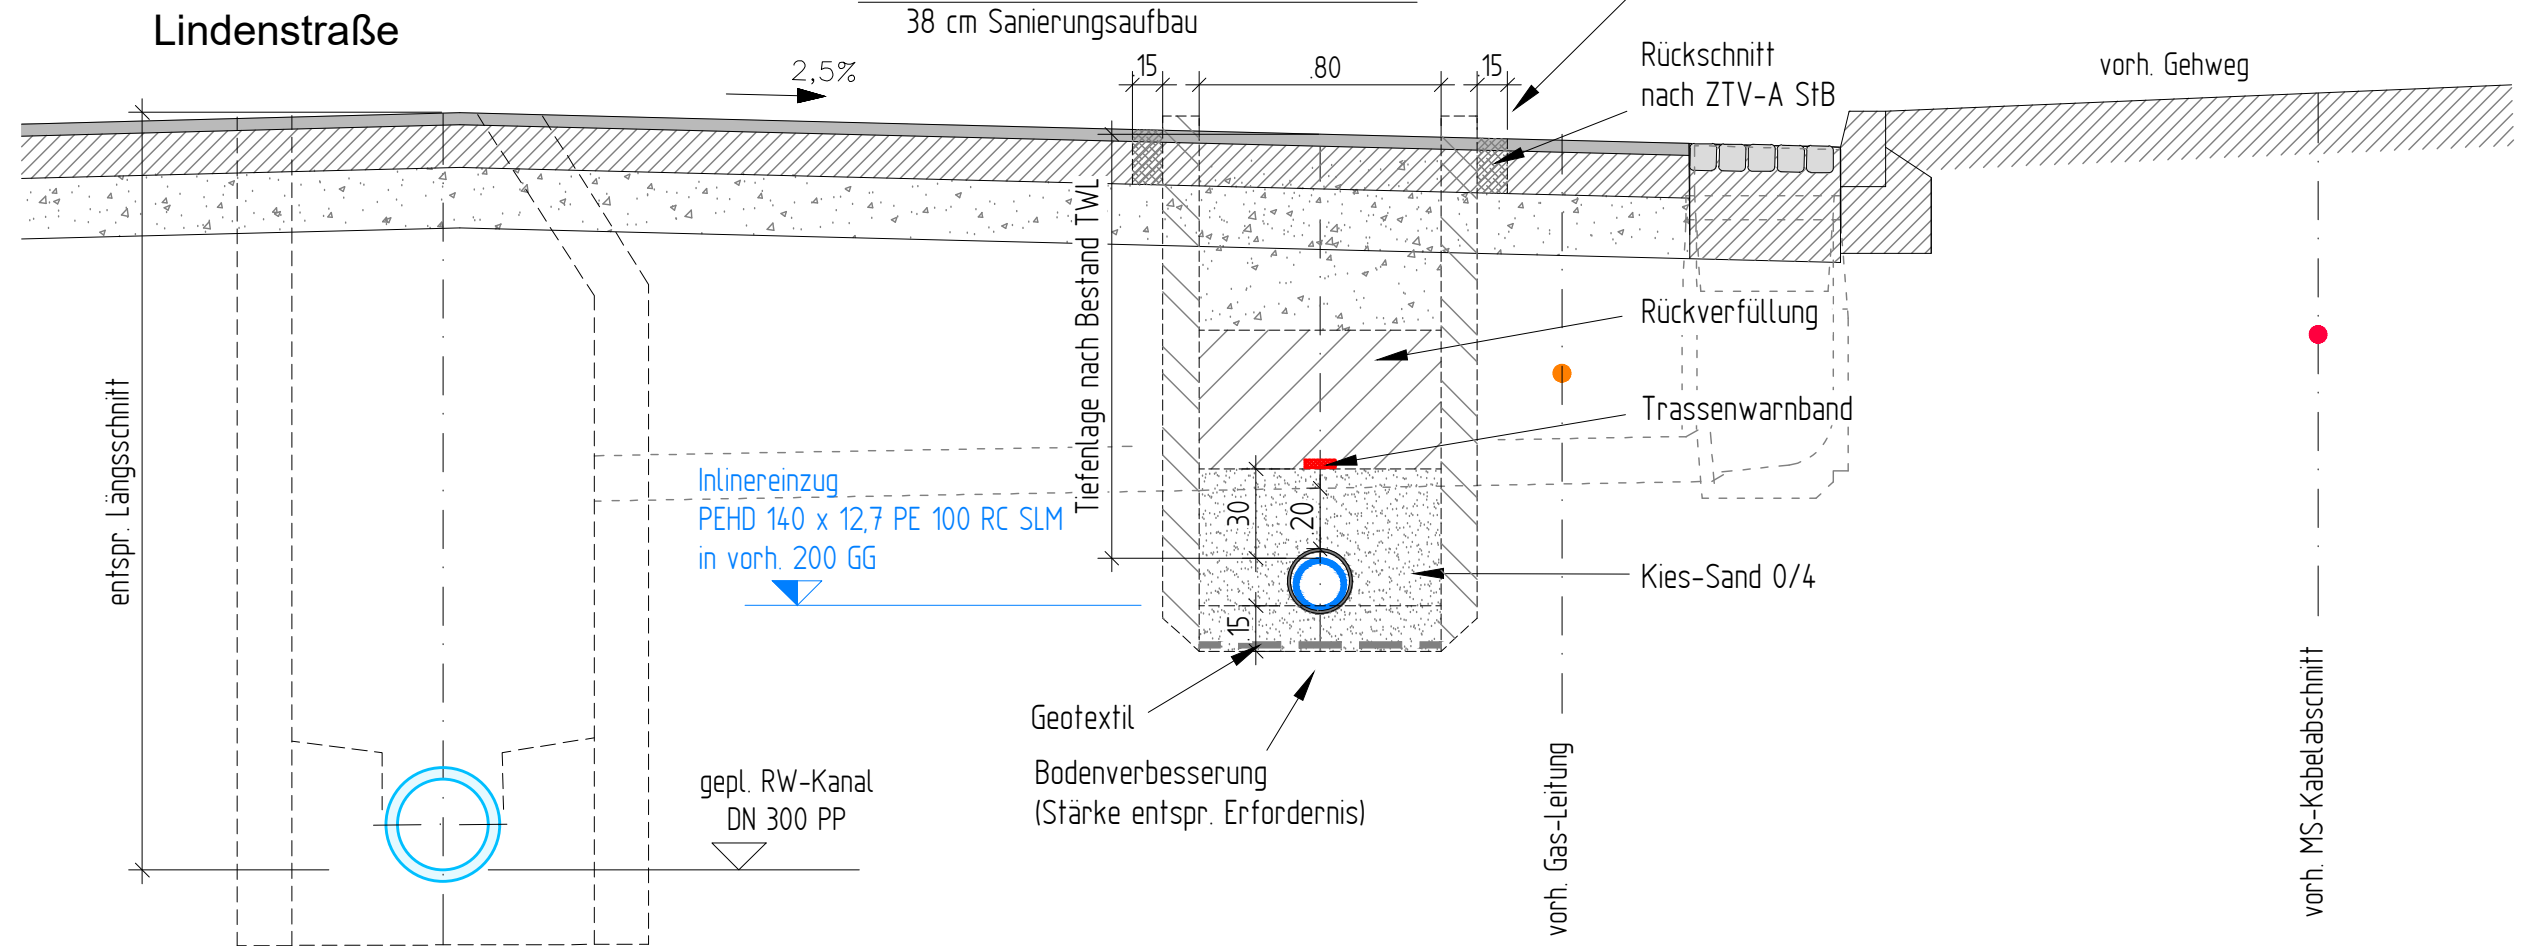 Lindenstraße
38 cm Sanierungsaufbau
2,5%
.15
.80
.15
Rückschnitt
nach ZTV-A StB
vorh. Gehweg
entspr. Längsschnitt
Tiefenlage nach Bestand TWL
Rückverfüllung
Trassenwarnband
Inlinereinzug
PEHD 140 x 12,7 PE 100 RC SLM
in vorh. 200 GG
.30
.20
Kies-Sand 0/4
.15
Geotextil
Bodenverbesserung
(Stärke entspr. Erfordernis)
gepl. RW-Kanal
DN 300 PP
vorh. Gas-Leitung
vorh. MS-Kabelabschnitt